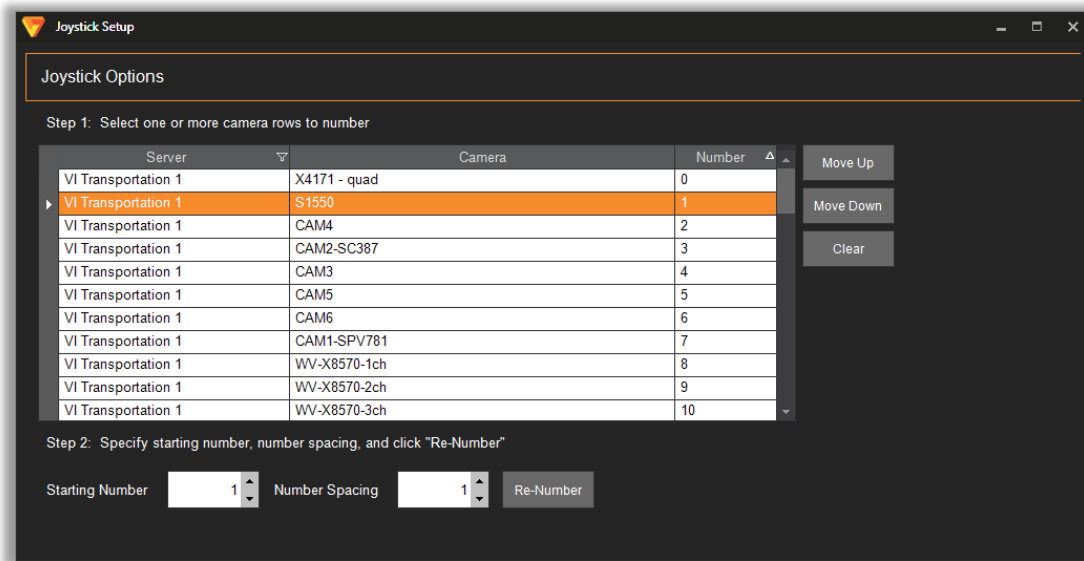 Joystick Setup
Joystick Options
Step 1: Select one or more camera rows to number
Server Camera Number
VI Transportation 1 X4171 - quad 0
VI Transportation 1 S1550 1
VI Transportation 1 CAM4 2
VI Transportation 1 CAM2-SC387 3
VI Transportation 1 CAM3 4
VI Transportation 1 CAM5 5
VI Transportation 1 CAM6 6
VI Transportation 1 CAM1-SPV781 7
VI Transportation 1 WV-X8570-1ch 8
VI Transportation 1 WV-X8570-2ch 9
VI Transportation 1 WV-X8570-3ch 10
Move Up
Move Down
Clear
Step 2: Specify starting number, number spacing, and click "Re-Number"
Starting Number 1 Number Spacing 1 Re-Number